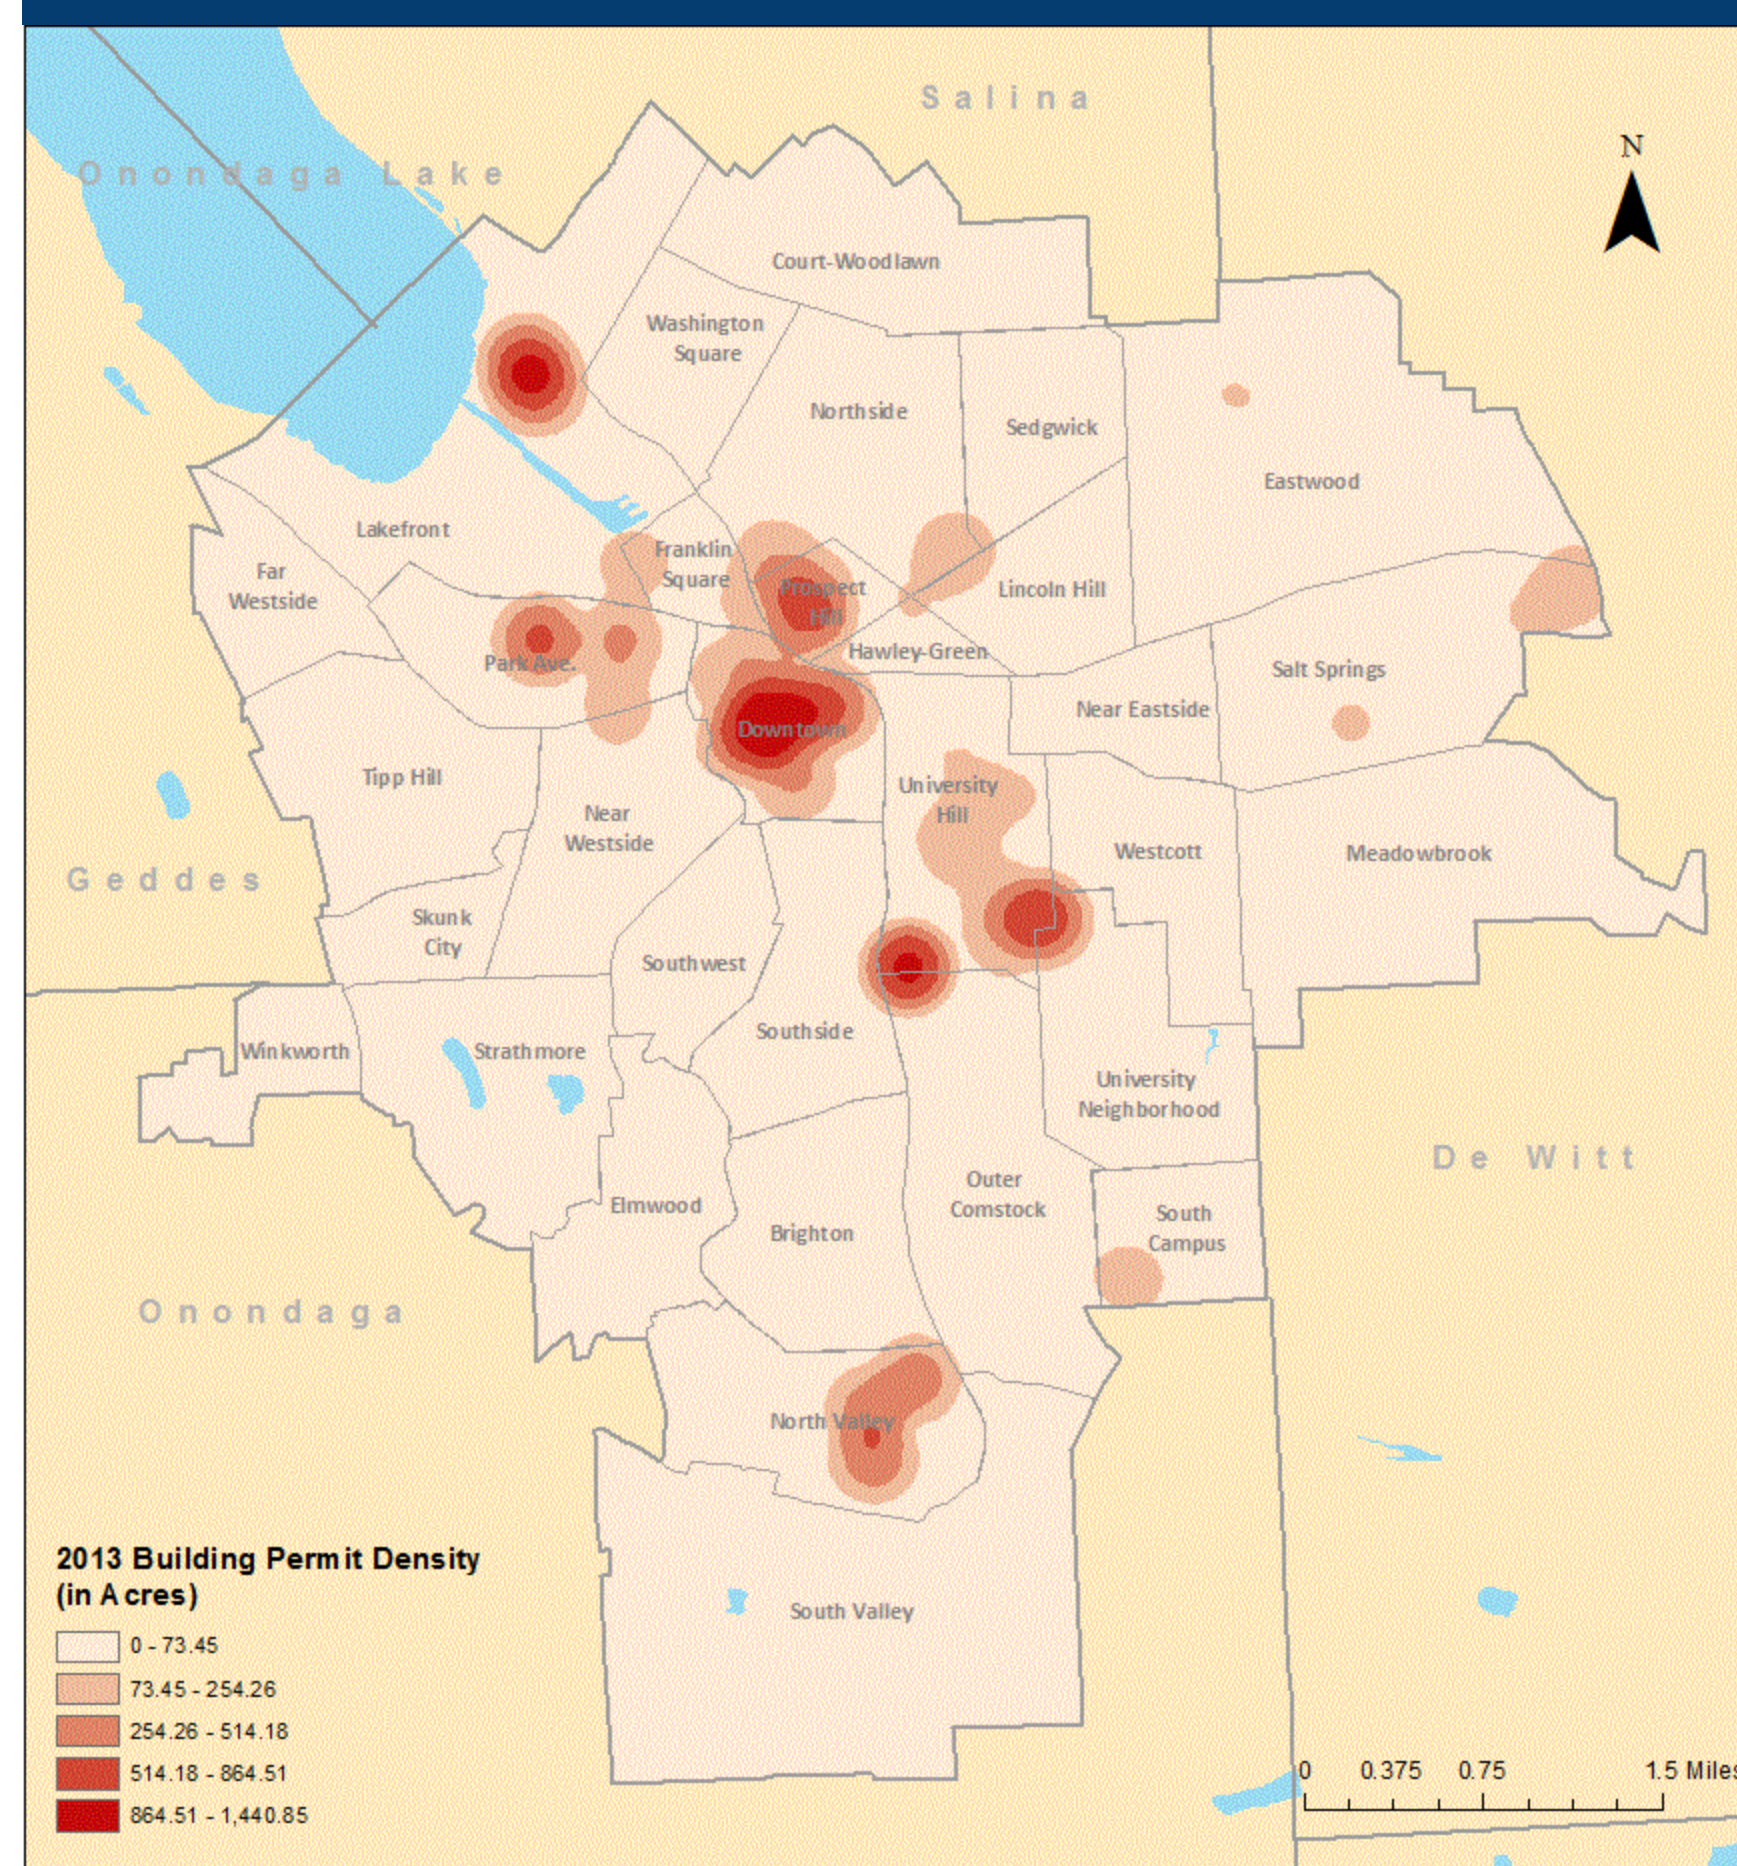 Salina
N
Onondaga Lake
Court-Woodlawn
Washington
Square
Northside
Sedgwick
Eastwood
Lakefront
Franklin
Square
Far
Westside
Prospect
Hill
Lincoln Hill
Hawley-Green
Park Ave.
Salt Springs
Near Eastside
Downtown
Tipp Hill
University
Hill
Near
Westside
Westcott
Meadowbrook
Geddes
Skunk
City
Southwest
Southside
Winkworth
Strathmore
University
Neighborhood
De Witt
Outer
Comstock
Elmwood
South
Campus
Brighton
Onondaga
North Valley
South Valley
2013 Building Permit Density
(in Acres)
0 - 73.45
73.45 - 254.26
254.26 - 514.18
514.18 - 864.51
864.51 - 1,440.85
0 0.375 0.75 1.5 Miles